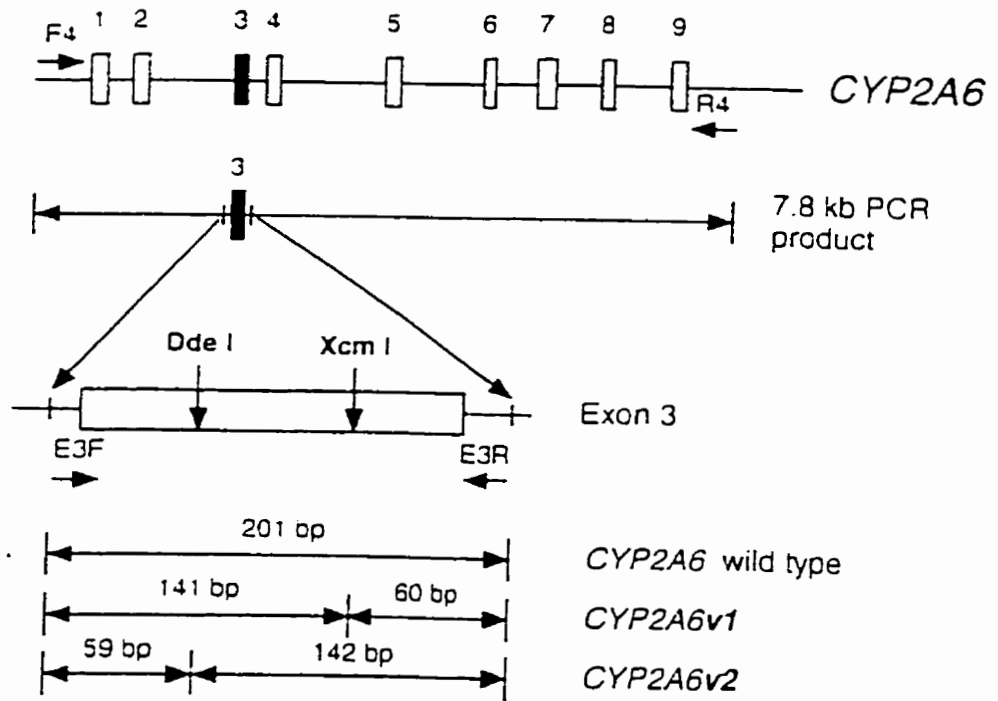 F4 1 2 3 4 5 6 7 8 9
CYP2A6
R4
3
7.8 kb PCR
product
Dde I Xcm I
Exon 3
E3F E3R
201 bp
CYP2A6 wild type
141 bp 60 bp
CYP2A6v1
59 bp 142 bp
CYP2A6v2